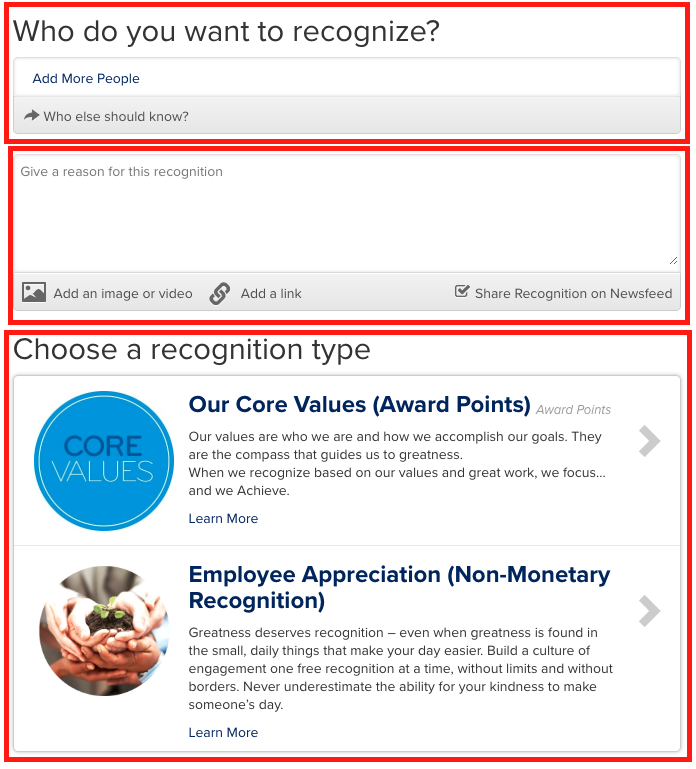 Who do you want to recognize?
Add More People
Who else should know?
Give a reason for this recognition
Add an image or video Add a link Share Recognition on Newsfeed
Choose a recognition type
CORE
VALUES
Our Core Values (Award Points) Award Points
Our values are who we are and how we accomplish our goals. They
are the compass that guides us to greatness.
When we recognize based on our values and great work, we focus...
and we Achieve.
Learn More
Employee Appreciation (Non-Monetary
Recognition)
Greatness deserves recognition – even when greatness is found in
the small, daily things that make your day easier. Build a culture of
engagement one free recognition at a time, without limits and without
borders. Never underestimate the ability for your kindness to make
someone's day.
Learn More